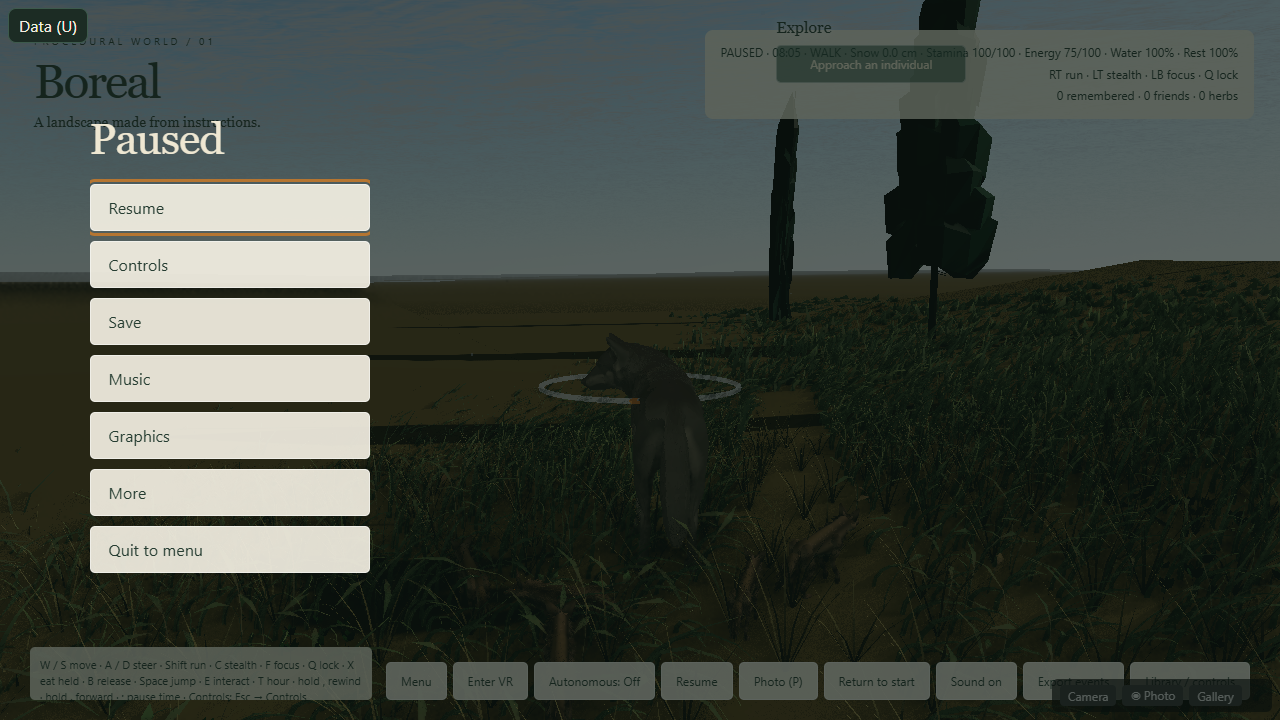 Data (U)
PROCEDURAL WORLD / 01
Boreal
A landscape made from instructions.
Paused
Resume
Controls
Save
Music
Graphics
More
Quit to menu
Explore
Approach an individual
PAUSED · 08:05 · WALK · Snow 0.0 cm · Stamina 100/100 · Energy 75/100 · Water 100% · Rest 100%
RT run · LT stealth · LB focus · Q lock
0 remembered · 0 friends · 0 herbs
W / S move · A / D steer · Shift run · C stealth · F focus · Q lock · X
eat held · B release · Space jump · E interact · T hour · hold , rewind
· hold . forward · ; pause time · Controls: Esc → Controls
Menu
Enter VR
Autonomous: Off
Resume
Photo (P)
Return to start
Sound on
Export events
Library / controls
Camera
◉ Photo
Gallery